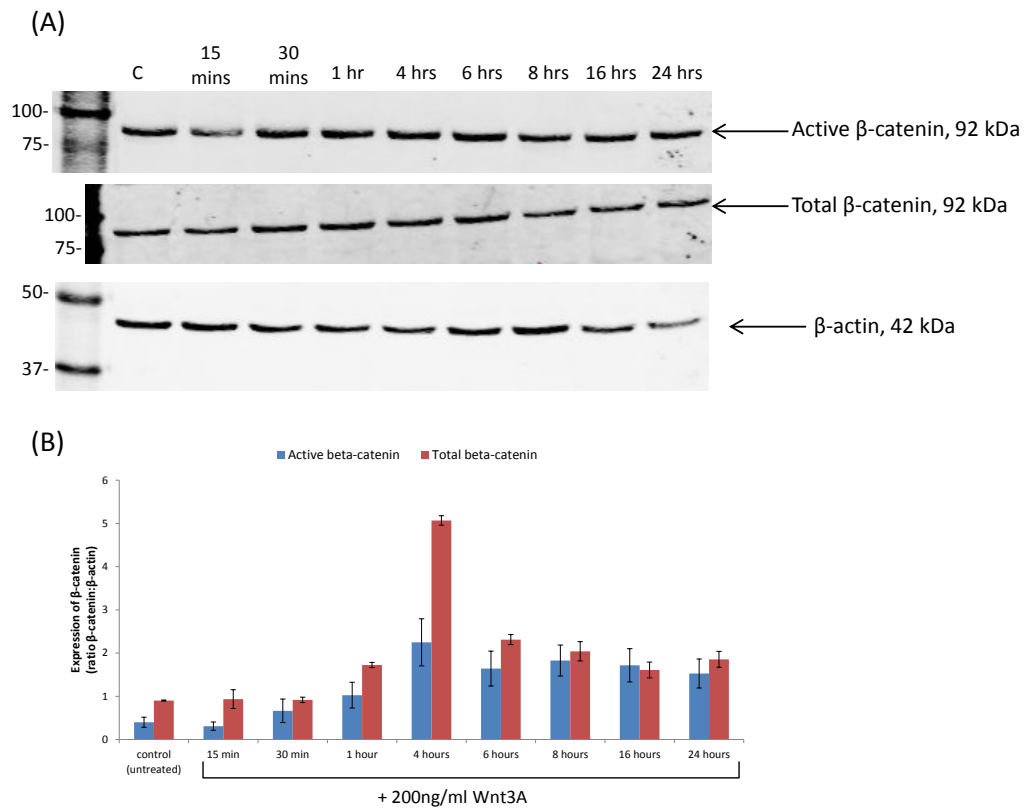 (A)
C
15 mins
30 mins
1 hr
4 hrs
6 hrs
8 hrs
16 hrs
24 hrs
100-
75-
Active β-catenin, 92 kDa
100-
75-
Total β-catenin, 92 kDa
50-
37-
β-actin, 42 kDa
(B)
Active beta-catenin
Total beta-catenin
Expression of β-catenin
(ratio β-catenin:β-actin)
6
5
4
3
2
1
0
control
(untreated)
15 min
30 min
1 hour
4 hours
6 hours
8 hours
16 hours
24 hours
+ 200ng/ml Wnt3A